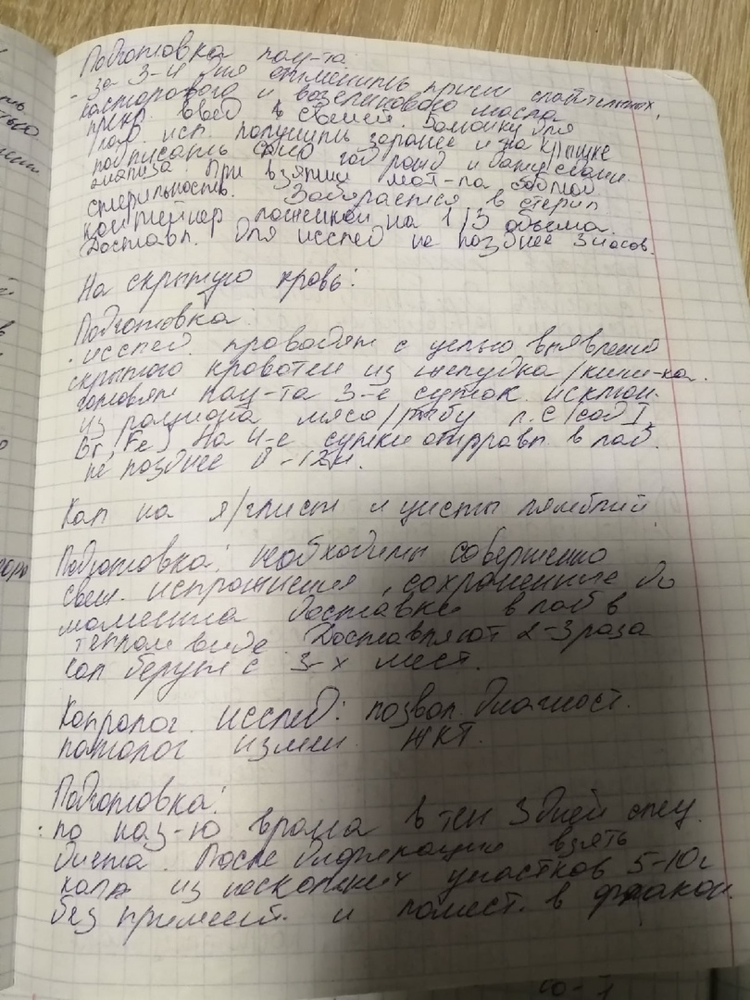 Подготовка пац-та:
- за 3-4 дня отменить прием слабительных,
касторового и вазелинового масла
прекр. ввод в свечей. Баночку для
лаб. исп. получить заранее и на крышке
подписать ФИО год рожд и дату сдачи
анализа. При взятии мат-ла соблюд
стерильность. Забирается в стерил
контейнер ложечкой на 1/3 объема.
Доставл. для исслед не позднее 3 часов.
На скрытую кровь:
Подготовка:
. исслед. проводят с целью выявления
скрытого кровотеч из желудка/киш-ка.
готовят пац-та 3-е суток. исключ.
из рациона мясо/рыбу л.с (сод I,
Br, Fe) на 4-е сутки отправл. в лаб.
не позднее 8-12ч.
Кал на я/глист и цисты лямблий
Подготовка: необходимы совершенно
свеж. испражнения, сохраненные до
момента доставки в лаб в
теплом виде. Доставляют 2-3 раза
кал берут с 3-х мест.
Копролог. исслед: позвол. диагност.
патолог измен. ЖКТ.
Подготовка:
: по наз-ю врача в теч 3 дней спец.
диета. После дефекации взять
кала из нескольких участков 5-10г
без примесей. и помест. в флакон.